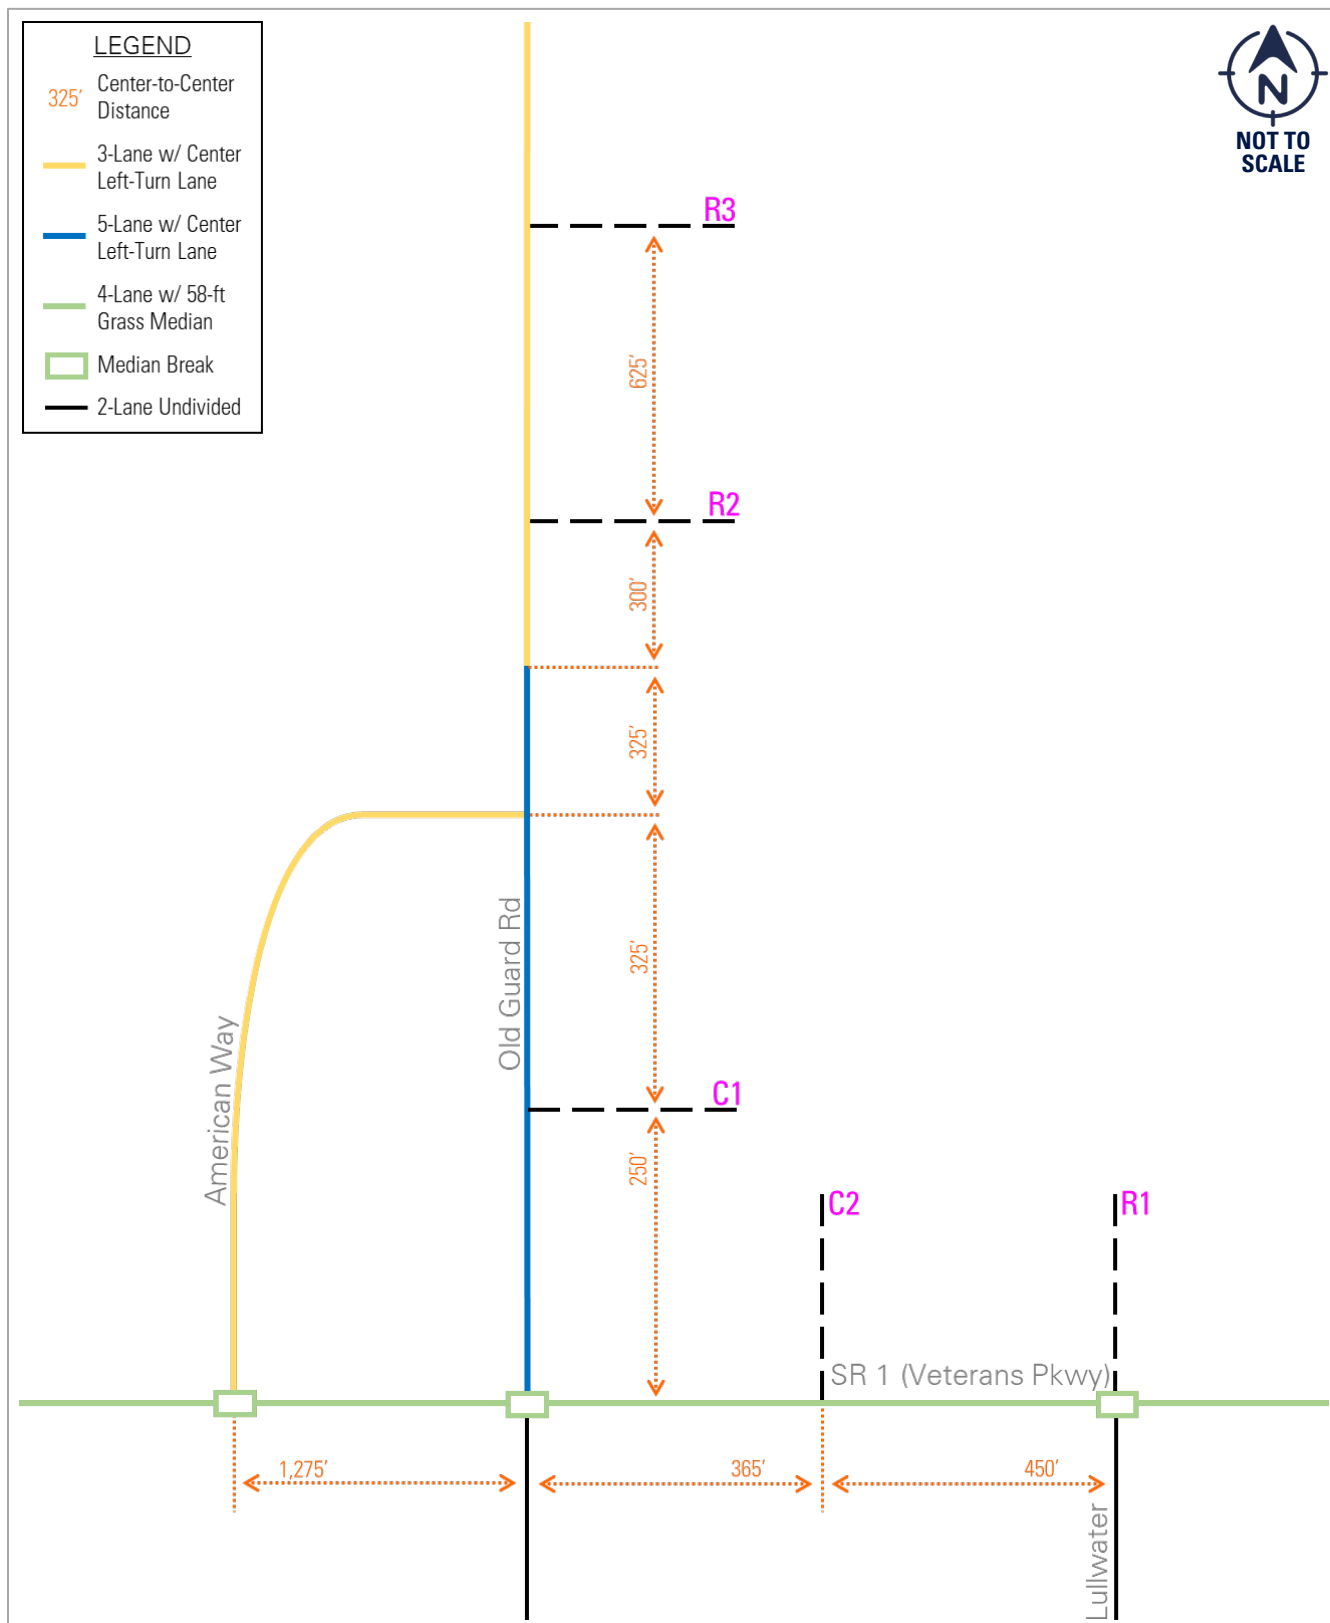 LEGEND
325' Center-to-Center
Distance
3-Lane w/ Center
Left-Turn Lane
5-Lane w/ Center
Left-Turn Lane
4-Lane w/ 58-ft
Grass Median
Median Break
2-Lane Undivided
N
NOT TO
SCALE
R3
625'
R2
300'
325'
325'
Old Guard Rd
American Way
C1
250'
C2
R1
SR 1 (Veterans Pkwy)
1,275'
365'
450'
Lullwater